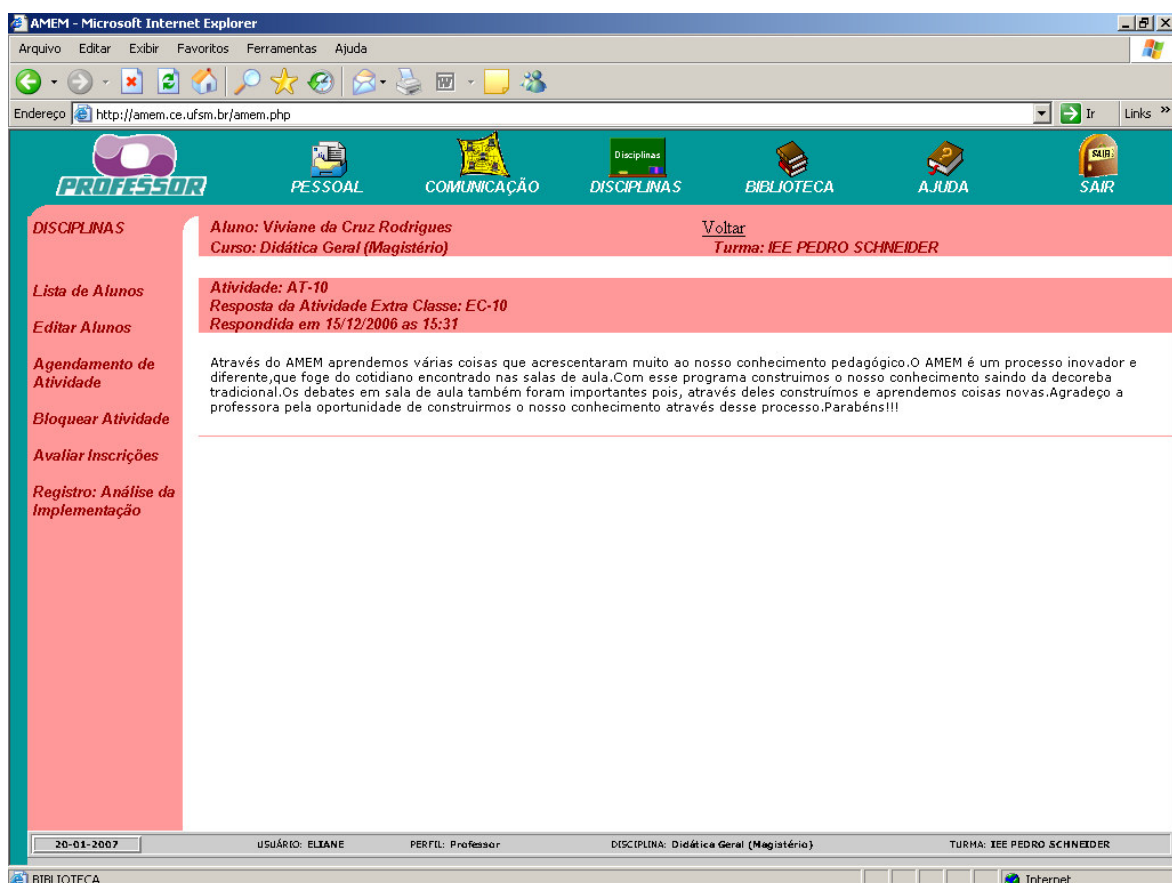 AMEM - Microsoft Internet Explorer
Arquivo Editar Exibir Favoritos Ferramentas Ajuda
Endereço http://amem.ce.ufsm.br/amem.php Ir Links »
PROFESSOR PESSOAL COMUNICAÇÃO Disciplinas DISCIPLINAS BIBLIOTECA AJUDA SAIR SAIR
DISCIPLINAS
Aluno: Viviane da Cruz Rodrigues Voltar
Curso: Didática Geral (Magistério) Turma: IEE PEDRO SCHNEIDER
Lista de Alunos
Editar Alunos
Agendamento de
Atividade
Bloquear Atividade
Avaliar Inscrições
Registro: Análise da
Implementação
Atividade: AT-10
Resposta da Atividade Extra Classe: EC-10
Respondida em 15/12/2006 as 15:31
Através do AMEM aprendemos várias coisas que acrescentaram muito ao nosso conhecimento pedagógico.O AMEM é um processo inovador e
diferente,que foge do cotidiano encontrado nas salas de aula.Com esse programa construimos o nosso conhecimento saindo da decoreba
tradicional.Os debates em sala de aula também foram importantes pois, através deles construímos e aprendemos coisas novas.Agradeço a
professora pela oportunidade de construirmos o nosso conhecimento através desse processo.Parabéns!!!
20-01-2007 USUÁRIO: ELIANE PERFIL: Professor DISCIPLINA: Didática Geral (Magistério) TURMA: IEE PEDRO SCHNEIDER
BIBLIOTECA Internet